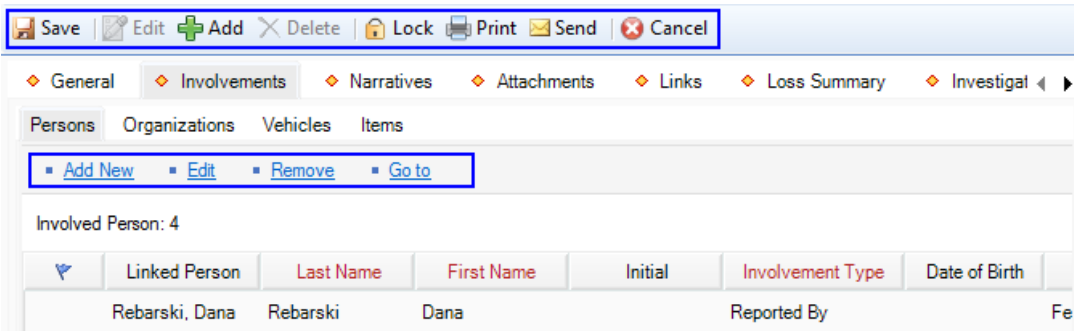 Save Edit Add Delete Lock Print Send Cancel
General Involvements Narratives Attachments Links Loss Summary Investigat
Persons Organizations Vehicles Items
Add New Edit Remove Go to
Involved Person: 4
Linked Person Last Name First Name Initial Involvement Type Date of Birth
Rebarski, Dana Rebarski Dana Reported By Fe